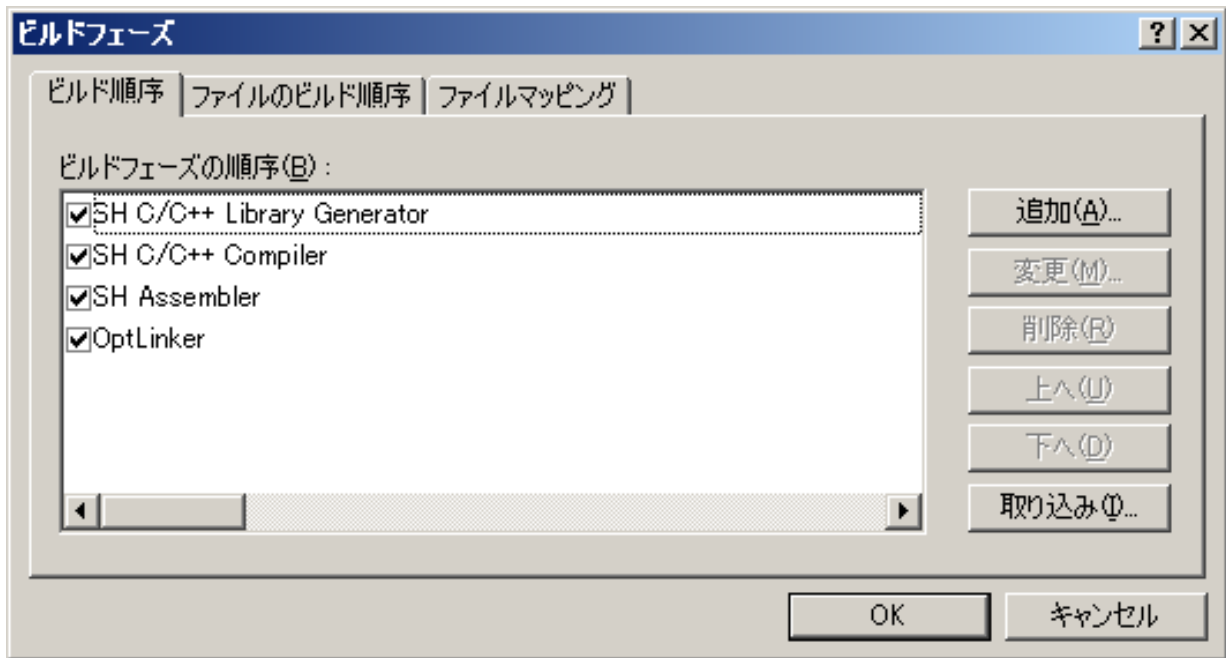 ビルドフェーズ
ビルド順序 ファイルのビルド順序 ファイルマッピング
ビルドフェーズの順序(B)：
SH C/C++ Library Generator
SH C/C++ Compiler
SH Assembler
OptLinker
追加(A)...
変更(M)...
削除(R)
上へ(U)
下へ(D)
取り込み(I)...
OK
キャンセル